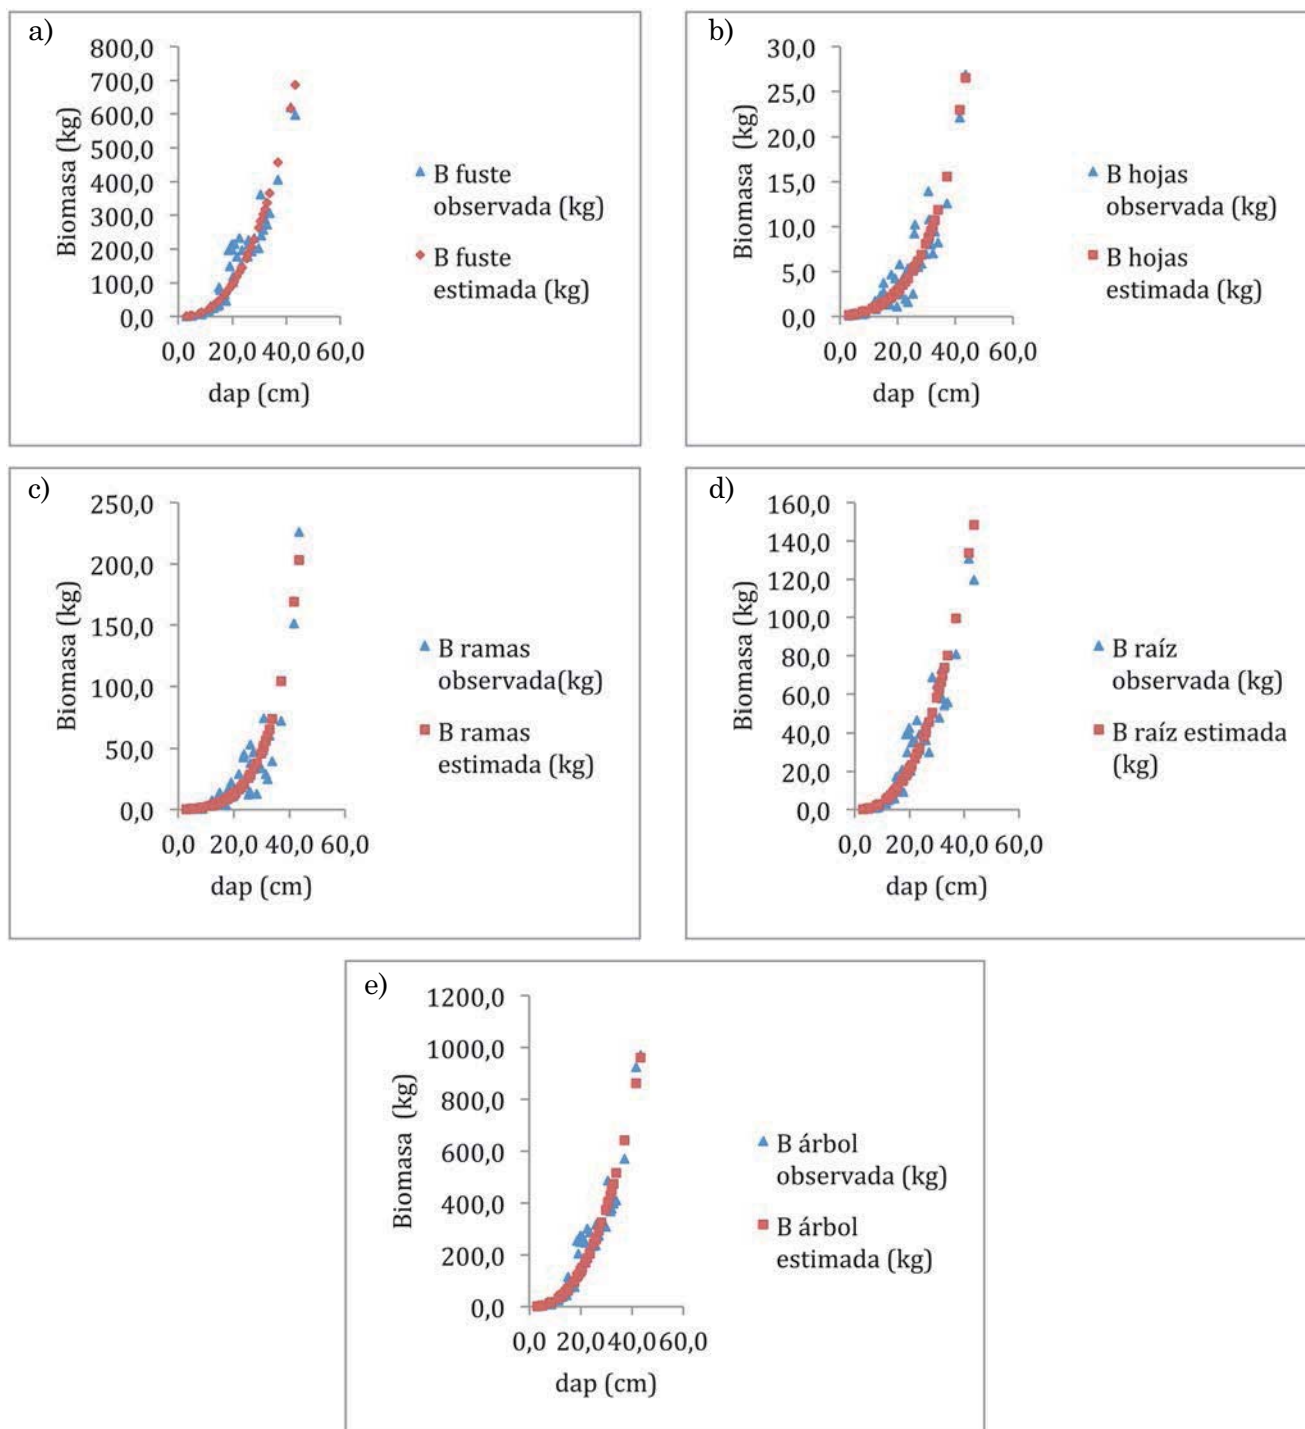 a)
800,0
700,0
600,0
500,0
400,0
300,0
200,0
100,0
0,0
Biomasa (kg)
0,0 20,0 40,0 60,0
dap (cm)
B fuste
observada (kg)
B fuste
estimada (kg)
b)
30,0
25,0
20,0
15,0
10,0
5,0
0,0
Biomasa (kg)
0,0 20,0 40,0 60,0
dap (cm)
B hojas
observada (kg)
B hojas
estimada (kg)
c)
250,0
200,0
150,0
100,0
50,0
0,0
Biomasa (kg)
0,0 20,0 40,0 60,0
dap (cm)
B ramas
observada(kg)
B ramas
estimada (kg)
d)
160,0
140,0
120,0
100,0
80,0
60,0
40,0
20,0
0,0
Biomasa (kg)
0,0 20,0 40,0 60,0
dap (cm)
B raíz
observada (kg)
B raíz estimada
(kg)
e)
1200,0
1000,0
800,0
600,0
400,0
200,0
0,0
Biomasa (kg)
0,0 20,0 40,0 60,0
dap (cm)
B árbol
observada (kg)
B árbol
estimada (kg)